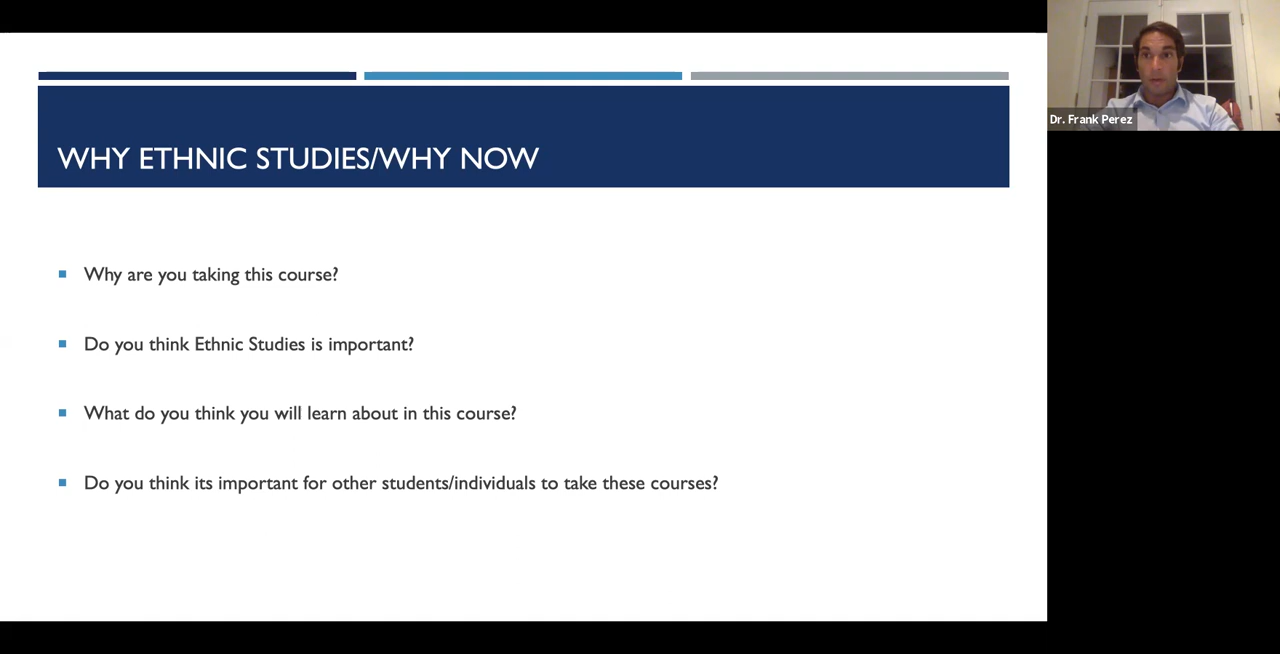 WHY ETHNIC STUDIES/WHY NOW
Why are you taking this course?
Do you think Ethnic Studies is important?
What do you think you will learn about in this course?
Do you think its important for other students/individuals to take these courses?
Dr. Frank Perez